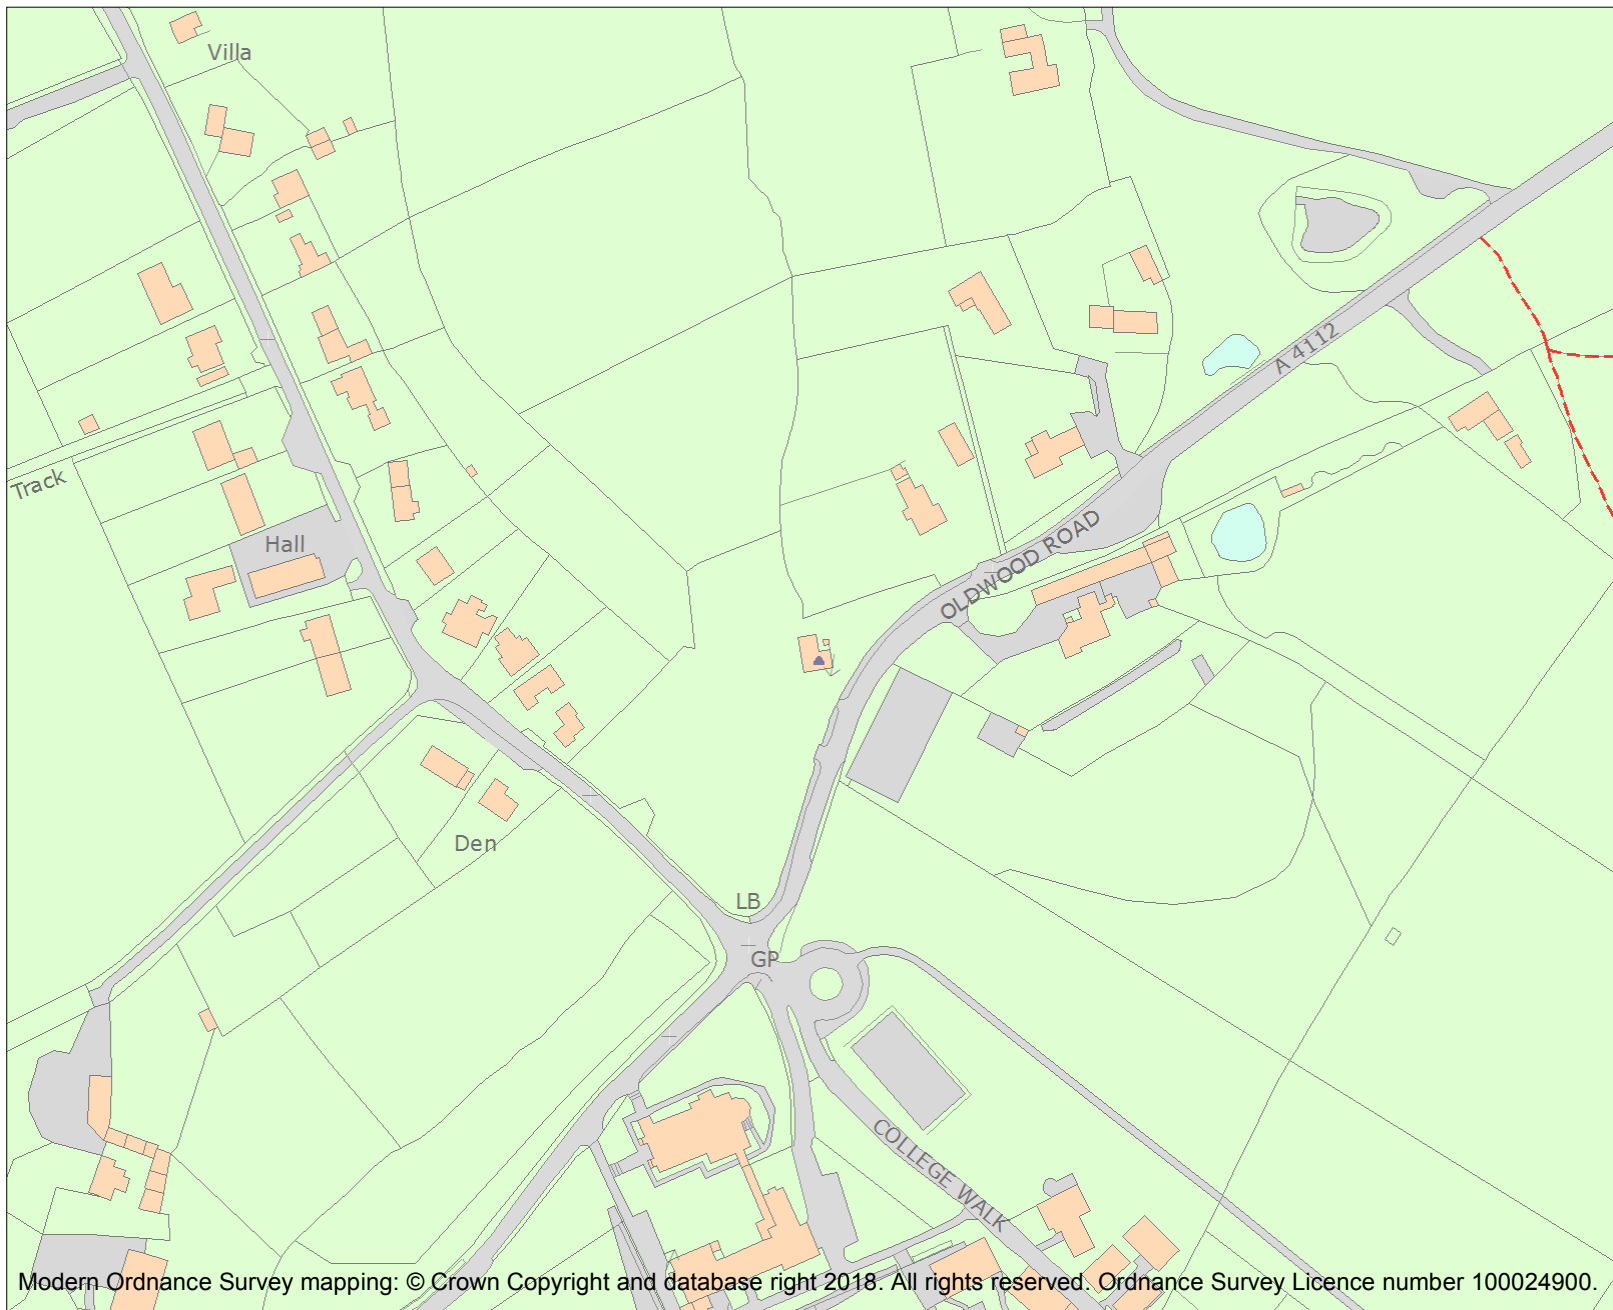 Villa
A 4112
Track
Hall
OLDWOOD ROAD
Den
LB
GP
COLLEGE WALK
Modern Ordnance Survey mapping: © Crown Copyright and database right 2018. All rights reserved. Ordnance Survey Licence number 100024900.